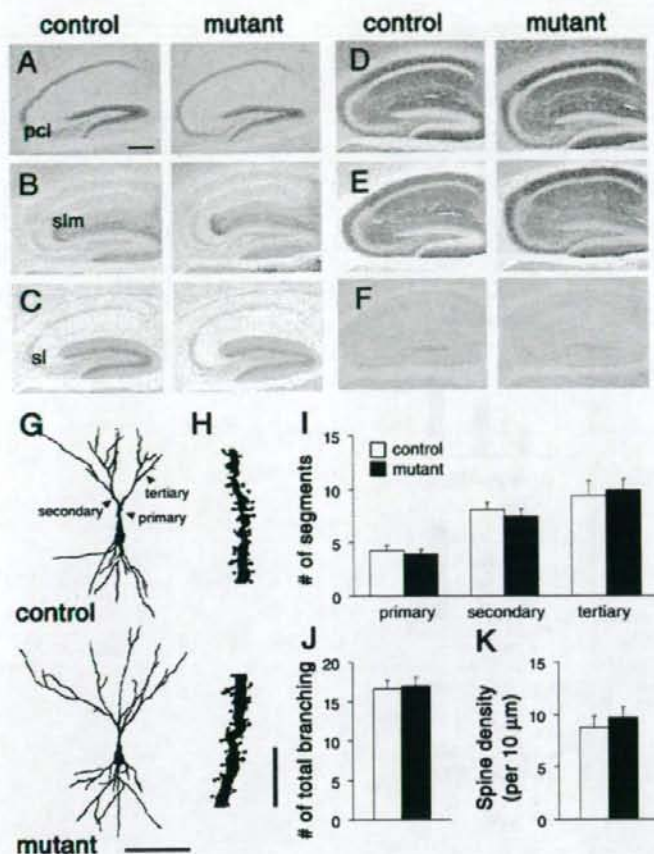 control mutant control mutant
A D
pcl
B E
slm
C F
sl
G H I
control
mutant
# of segments
15
10
5
0
primary secondary tertiary
secondary
tertiary
primary
control
J K
# of total branching
20
15
10
5
0
Spine density
(per 10 μm)
15
10
5
0
mutant